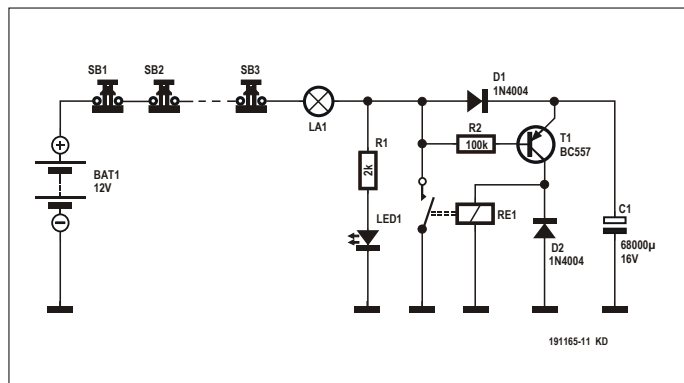 SB1
SB2
SB3
LA1
D1
1N4004
R1
2k
R2
100k
T1
BC557
BAT1
12V
LED1
RE1
C1
68000µ
16V
D2
1N4004
191165-11 KD